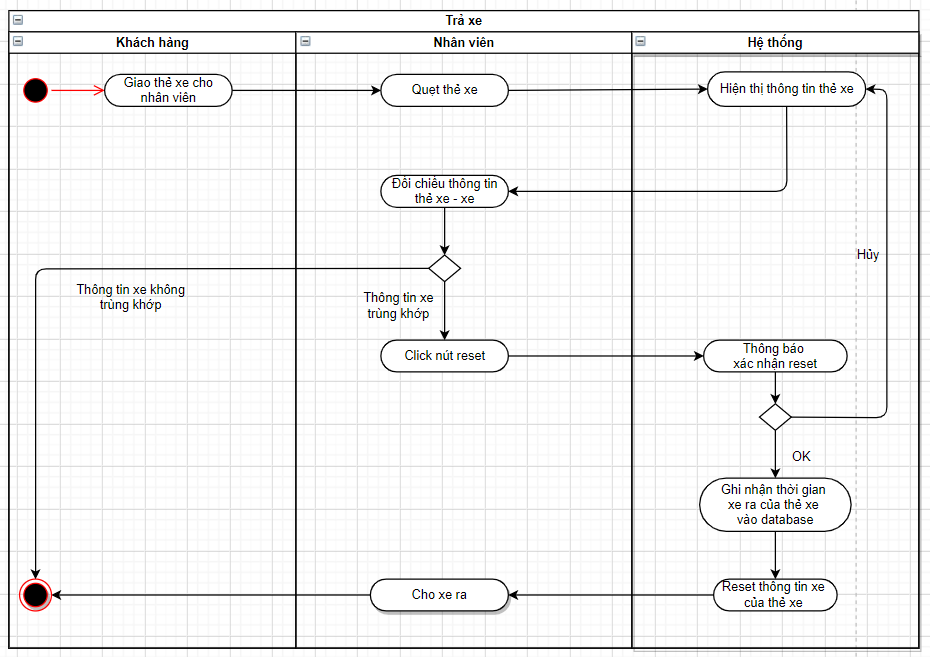 Trả xe
Khách hàng
Nhân viên
Hệ thống
Giao thẻ xe cho
nhân viên
Quẹt thẻ xe
Hiện thị thông tin thẻ xe
Đối chiếu thông tin
thẻ xe - xe
Hủy
Thông tin xe không
trùng khớp
Thông tin xe
trùng khớp
Click nút reset
Thông báo
xác nhận reset
OK
Ghi nhận thời gian
xe ra của thẻ xe
vào database
Reset thông tin xe
của thẻ xe
Cho xe ra